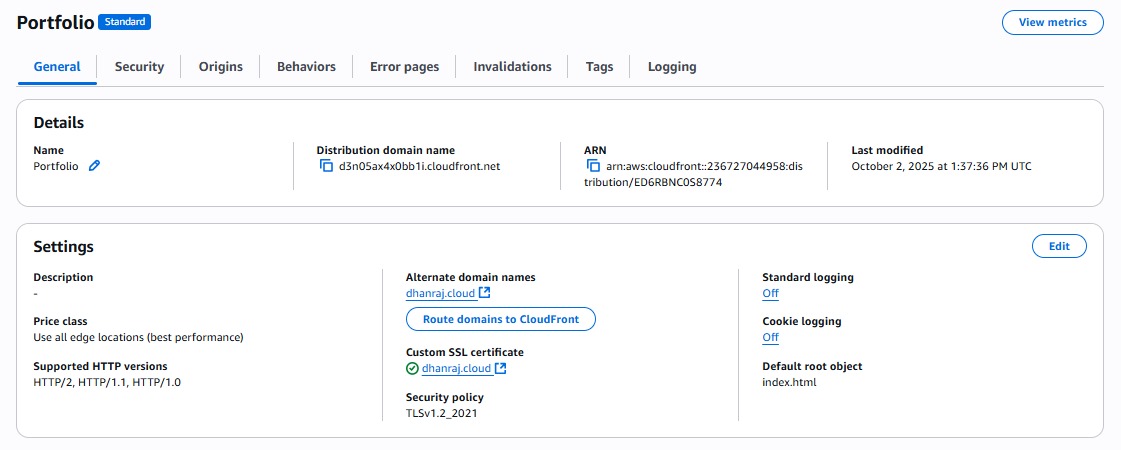 Portfolio Standard
View metrics
General Security Origins Behaviors Error pages Invalidations Tags Logging
Details
Name
Portfolio
Distribution domain name
d3n05ax4x0bb1i.cloudfront.net
ARN
arn:aws:cloudfront::236727044958:dis
tribution/ED6RBNC0S8774
Last modified
October 2, 2025 at 1:37:36 PM UTC
Settings
Edit
Description
-
Price class
Use all edge locations (best performance)
Supported HTTP versions
HTTP/2, HTTP/1.1, HTTP/1.0
Alternate domain names
dhanraj.cloud
Route domains to CloudFront
Custom SSL certificate
dhanraj.cloud
Security policy
TLSv1.2_2021
Standard logging
Off
Cookie logging
Off
Default root object
index.html